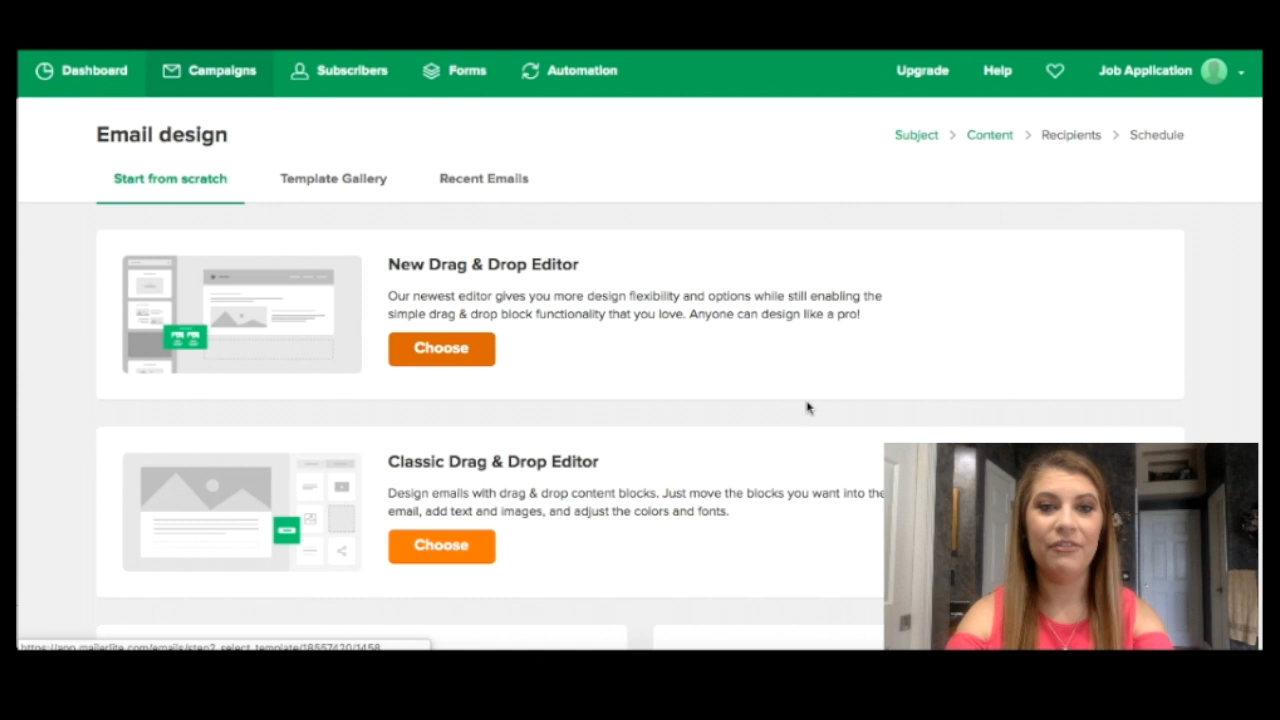 Dashboard Campaigns Subscribers Forms Automation Upgrade Help Job Application
Email design
Subject > Content > Recipients > Schedule
Start from scratch Template Gallery Recent Emails
New Drag & Drop Editor
Our newest editor gives you more design flexibility and options while still enabling the
simple drag & drop block functionality that you love. Anyone can design like a pro!
Choose
Classic Drag & Drop Editor
Design emails with drag & drop content blocks. Just move the blocks you want into the
email, add text and images, and adjust the colors and fonts.
Choose